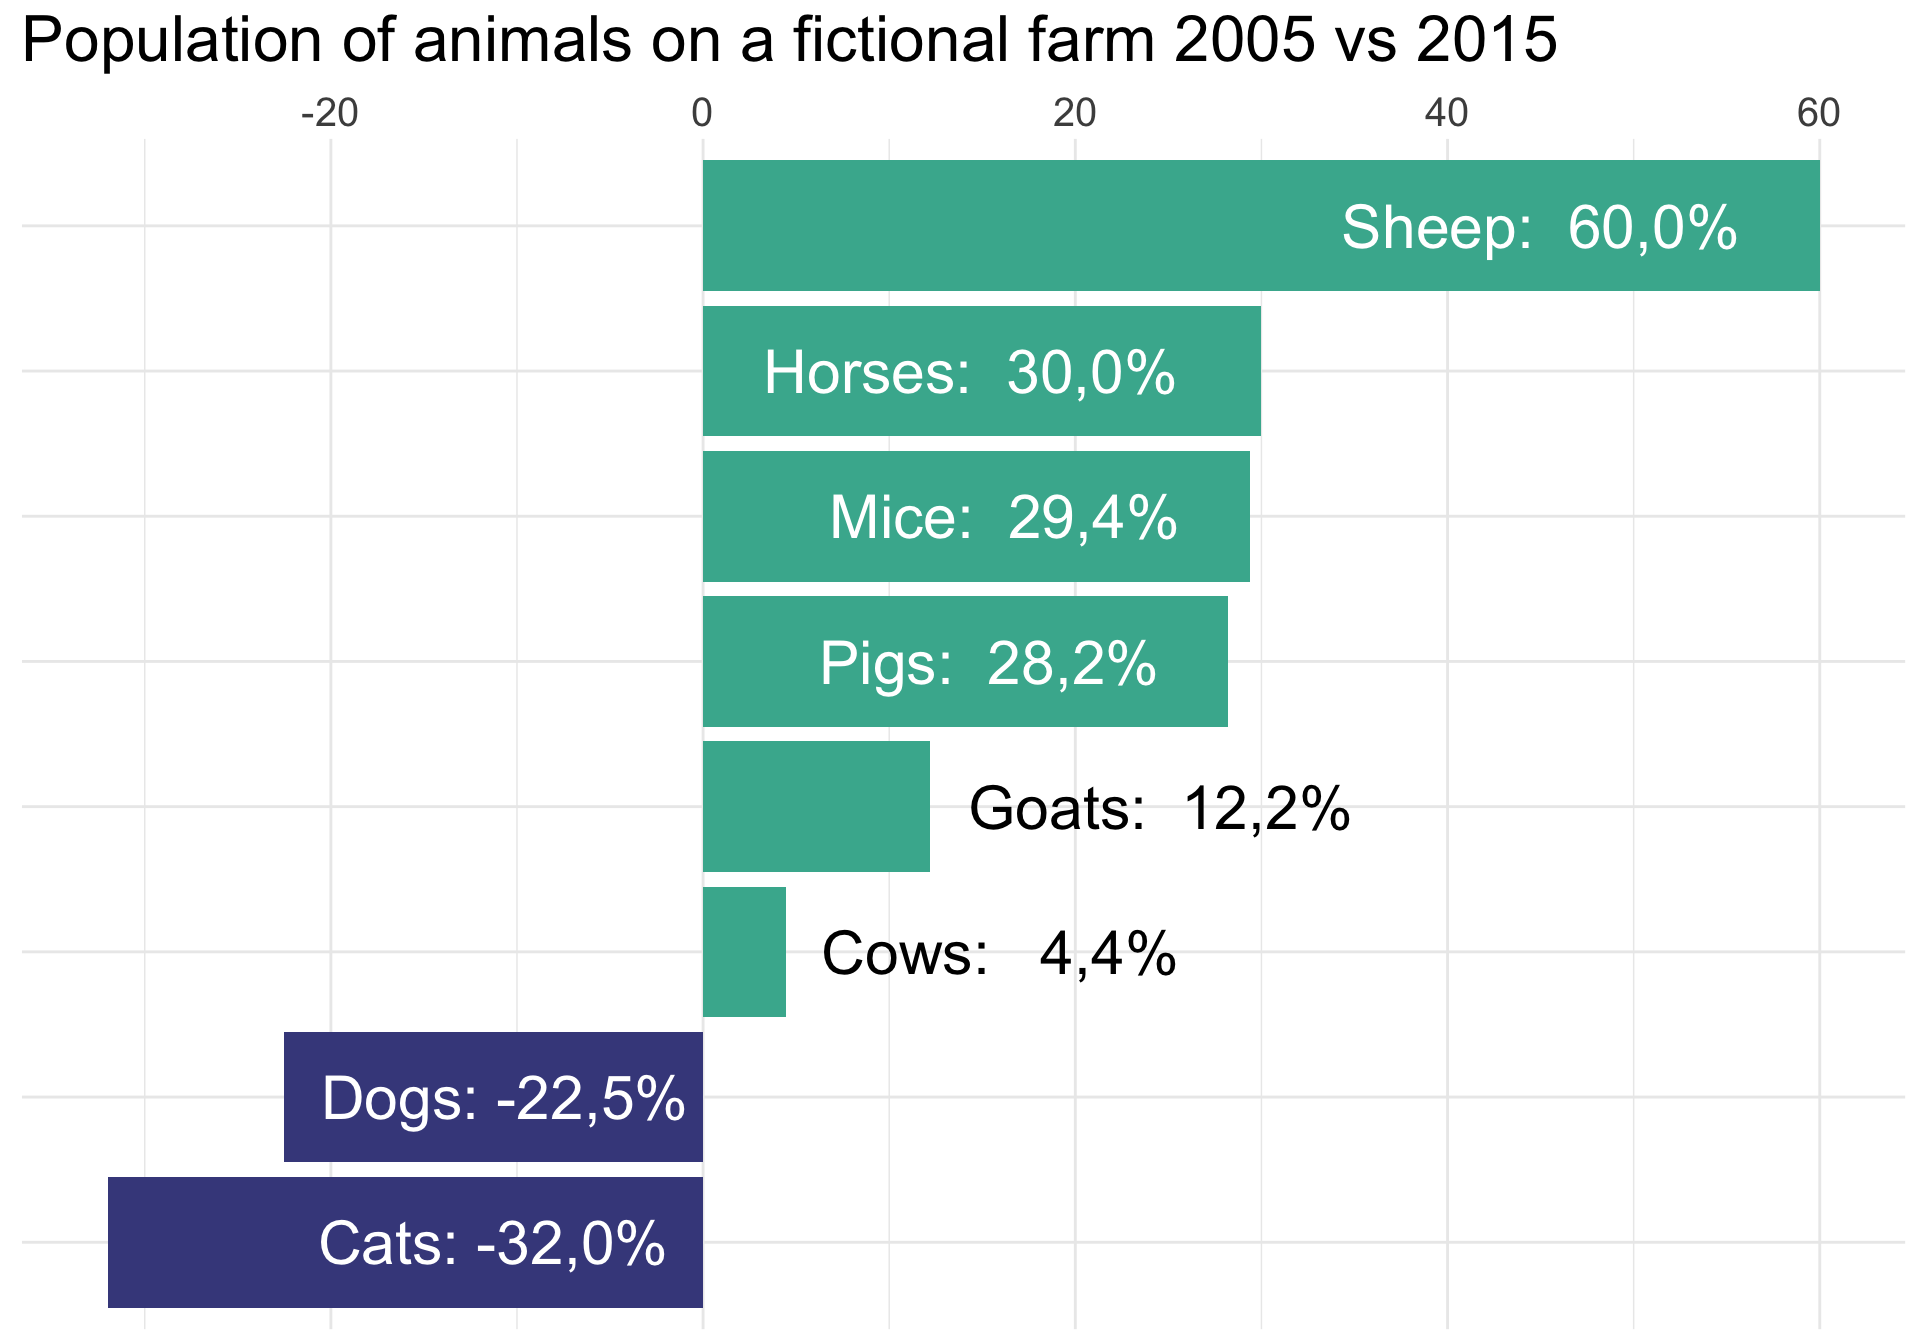 Population of animals on a fictional farm 2005 vs 2015
-20 0 20 40 60
Sheep: 60,0%
Horses: 30,0%
Mice: 29,4%
Pigs: 28,2%
Goats: 12,2%
Cows: 4,4%
Dogs: -22,5%
Cats: -32,0%